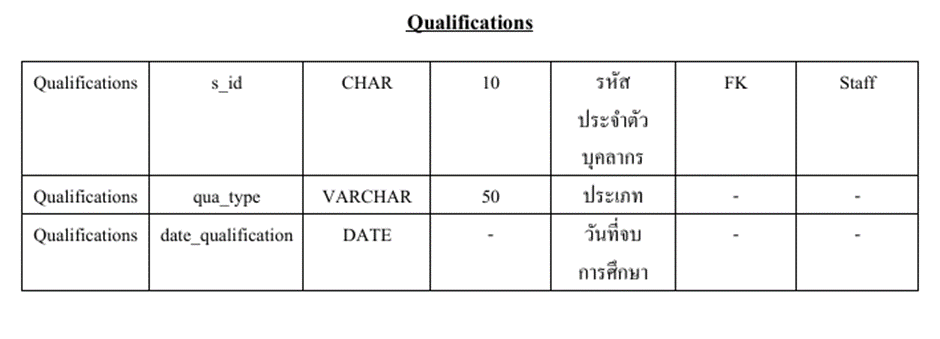 Qualifications
Qualifications s_id CHAR 10 รหัส FK Staff
ประจำตัว
บุคลากร
Qualifications qua_type VARCHAR 50 ประเภท - -
Qualifications date_qualification DATE - วันที่จบ - -
การศึกษา